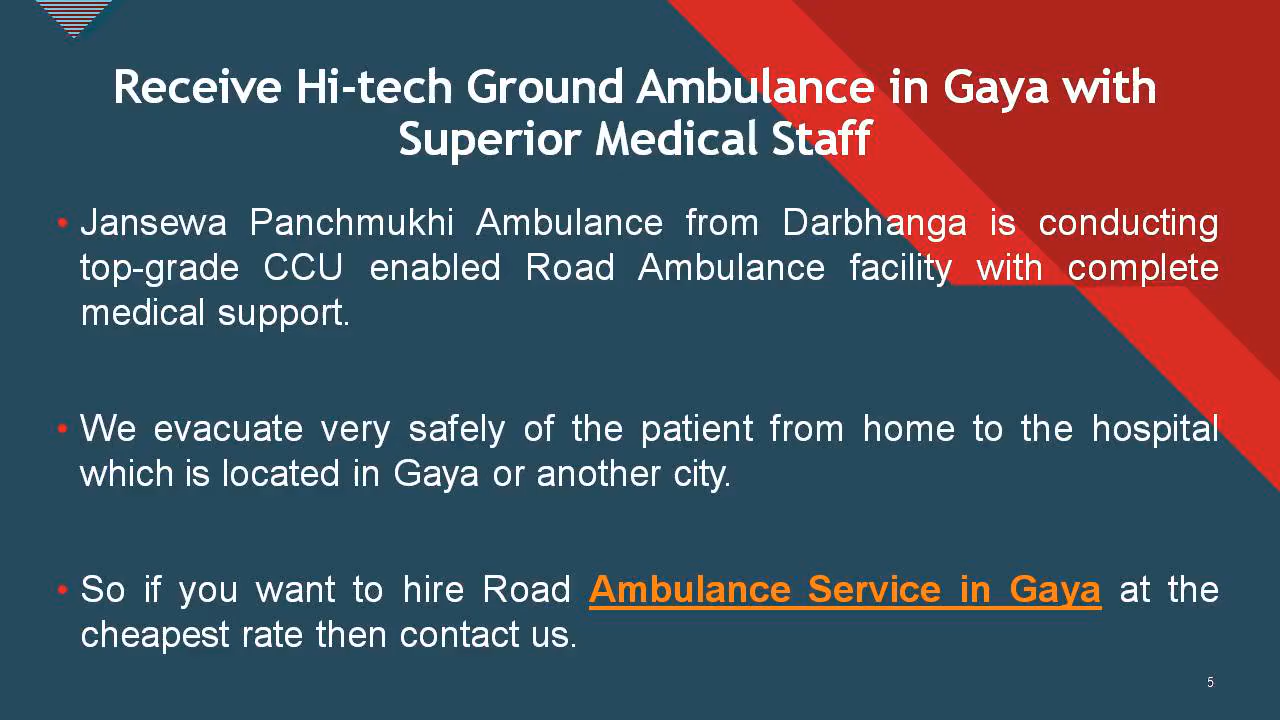 Receive Hi-tech Ground Ambulance in Gaya with
Superior Medical Staff
• Jansewa Panchmukhi Ambulance from Darbhanga is conducting
top-grade CCU enabled Road Ambulance facility with complete
medical support.
• We evacuate very safely of the patient from home to the hospital
which is located in Gaya or another city.
• So if you want to hire Road Ambulance Service in Gaya at the
cheapest rate then contact us.
5